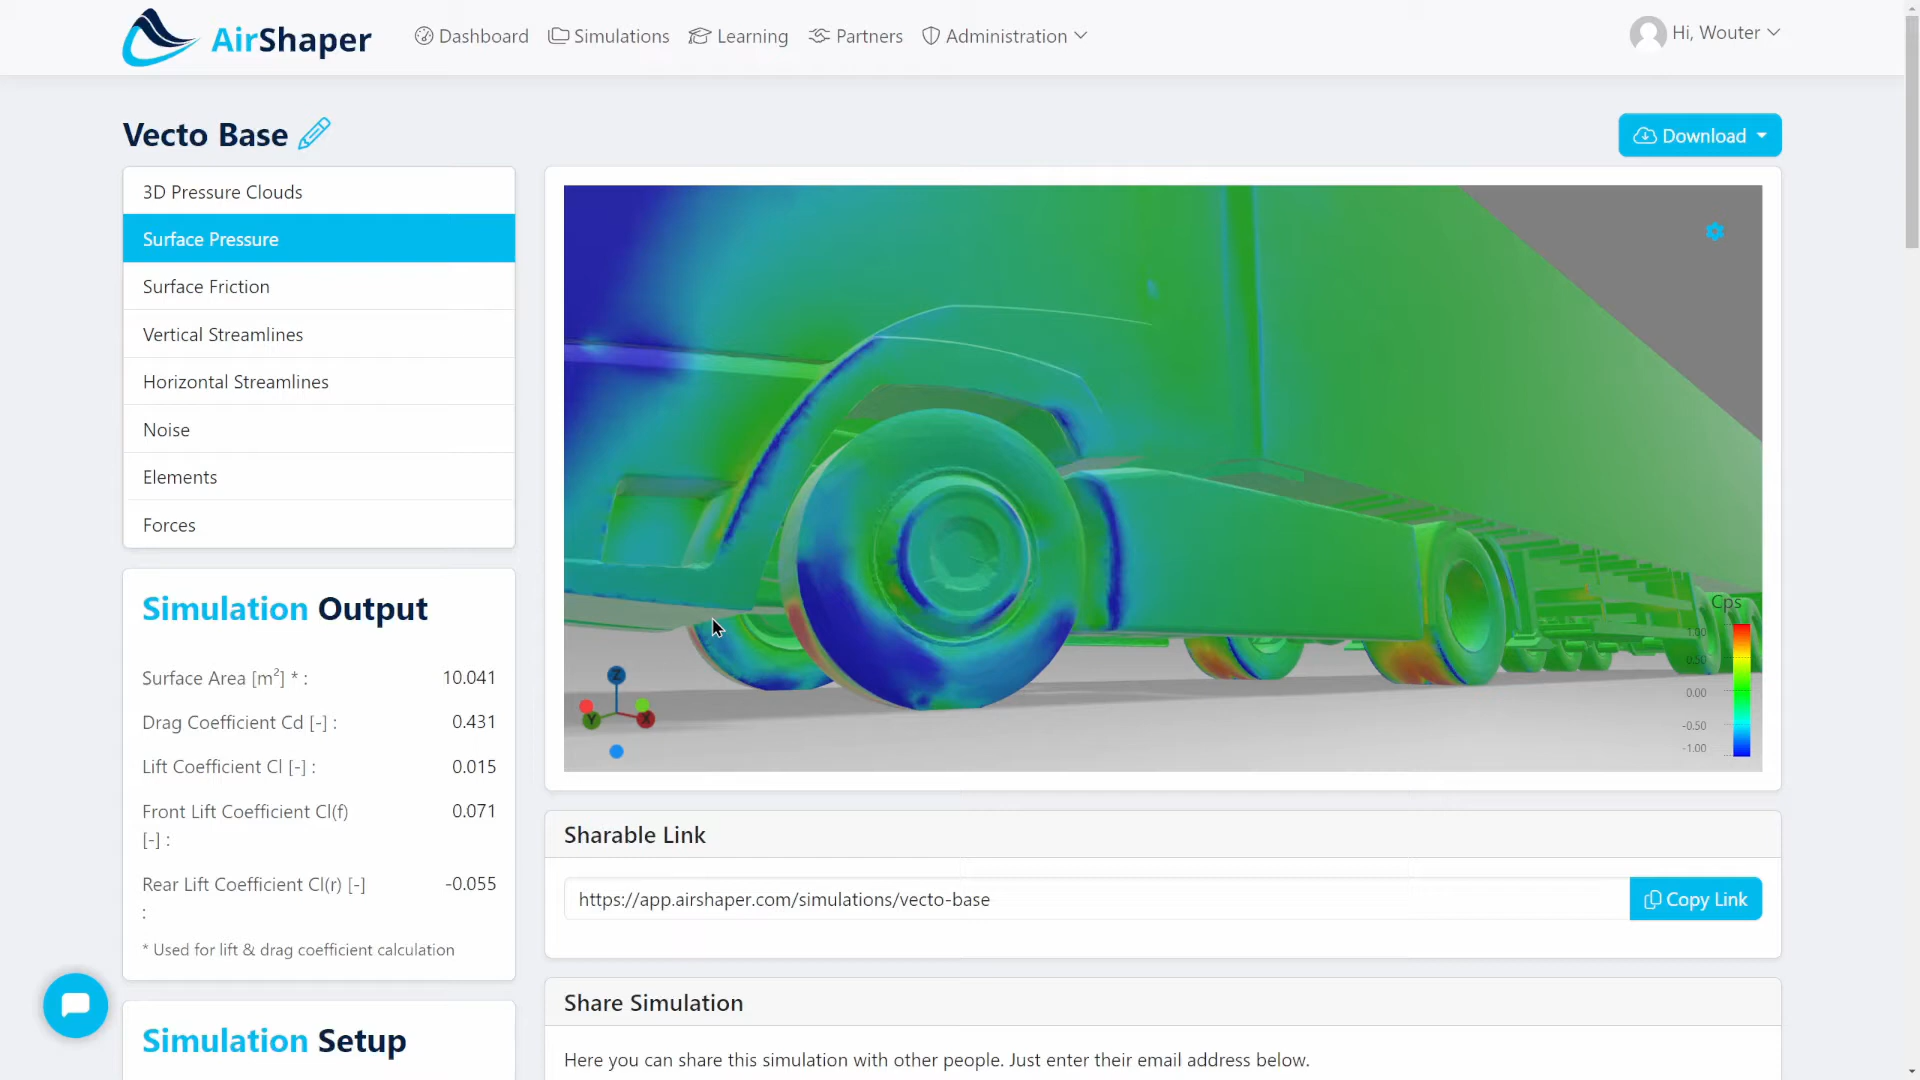 AirShaper
Dashboard
Simulations
Learning
Partners
Administration
Hi, Wouter
Vecto Base
Download
3D Pressure Clouds
Surface Pressure
Surface Friction
Vertical Streamlines
Horizontal Streamlines
Noise
Elements
Forces
Cps
1.00
0.50
0.00
-0.50
-1.00
Z
Y
X
Simulation Output
Surface Area [m²] * : 10.041
Drag Coefficient Cd [-] : 0.431
Lift Coefficient Cl [-] : 0.015
Front Lift Coefficient Cl(f) 0.071
[-] :
Rear Lift Coefficient Cl(r) [-] -0.055
:
* Used for lift & drag coefficient calculation
Simulation Setup
Sharable Link
https://app.airshaper.com/simulations/vecto-base
Copy Link
Share Simulation
Here you can share this simulation with other people. Just enter their email address below.